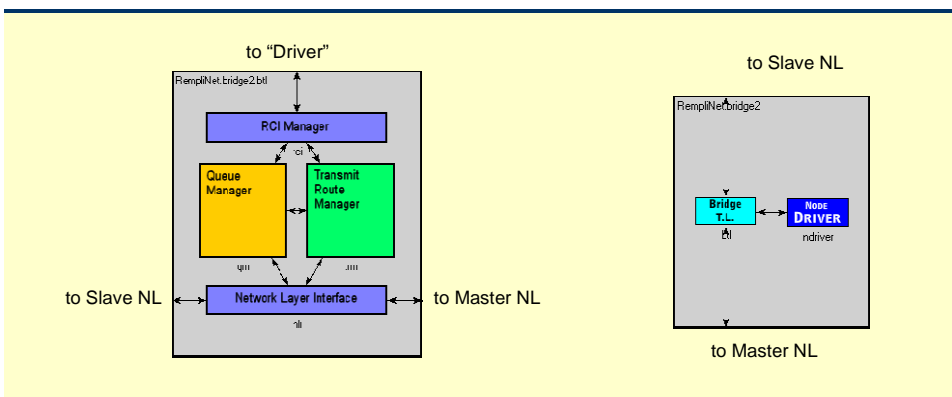 to “Driver”
RempliNet.bridge2.btl
RCI Manager
rci
Queue
Manager
Transmit
Route
Manager
qm
to Slave NL
Network Layer Interface
to Master NL
nli
to Slave NL
RempliNet.bridge2
Bridge
T.L.
NODE
DRIVER
btl
ndriver
to Master NL